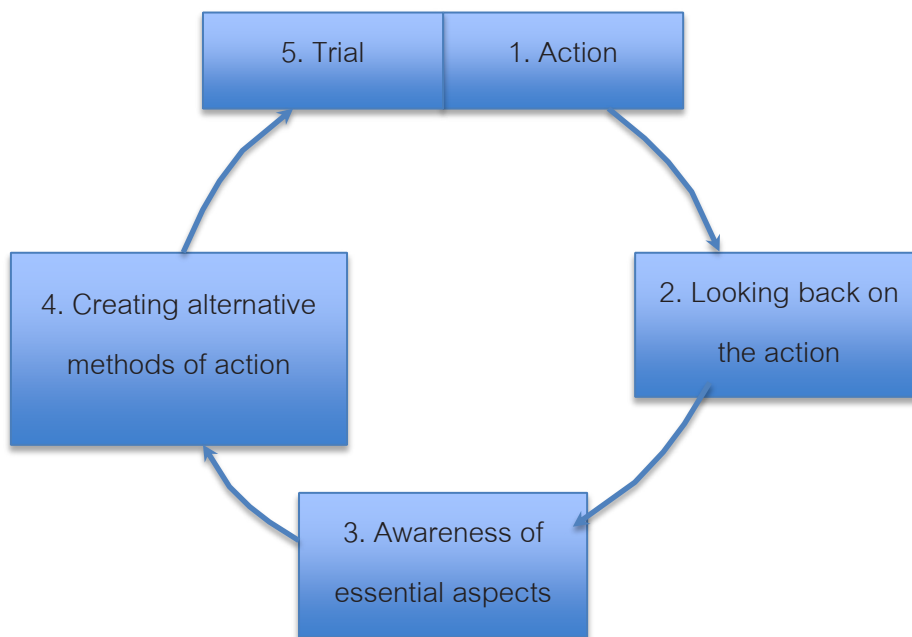 5. Trial
1. Action
2. Looking back on
the action
3. Awareness of
essential aspects
4. Creating alternative
methods of action